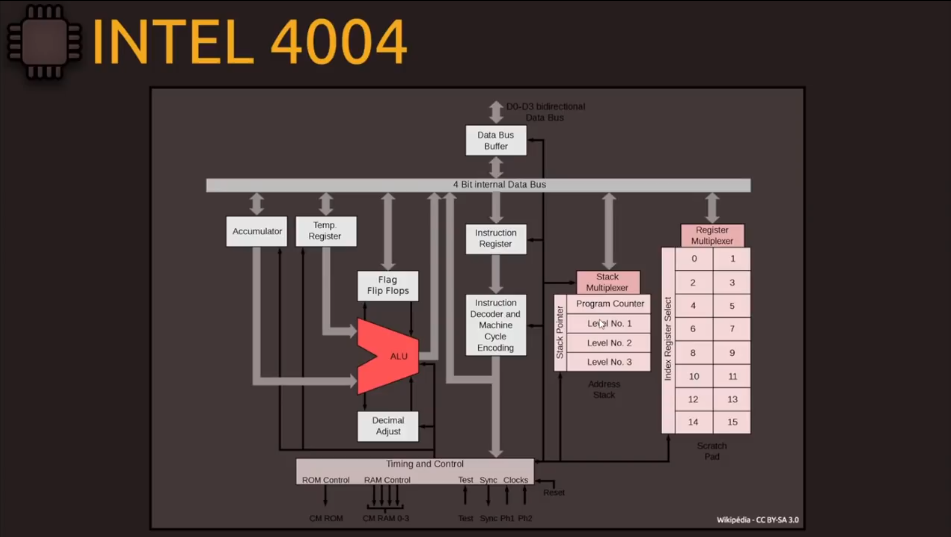 INTEL 4004
D0-D3 bidirectional
Data Bus
Data Bus
Buffer
4 Bit internal Data Bus
Accumulator
Temp.
Register
Flag
Flip Flops
ALU
Decimal
Adjust
Instruction
Register
Instruction
Decoder and
Machine
Cycle
Encoding
Stack
Multiplexer
Stack Pointer
Program Counter
Level No. 1
Level No. 2
Level No. 3
Address
Stack
Register
Multiplexer
Index Register Select
0 1
2 3
4 5
6 7
8 9
10 11
12 13
14 15
Scratch
Pad
Timing and Control
ROM Control RAM Control Test Sync Clocks
Reset
CM ROM CM RAM 0-3 Test Sync Ph1 Ph2
Wikipédia - CC BY-SA 3.0